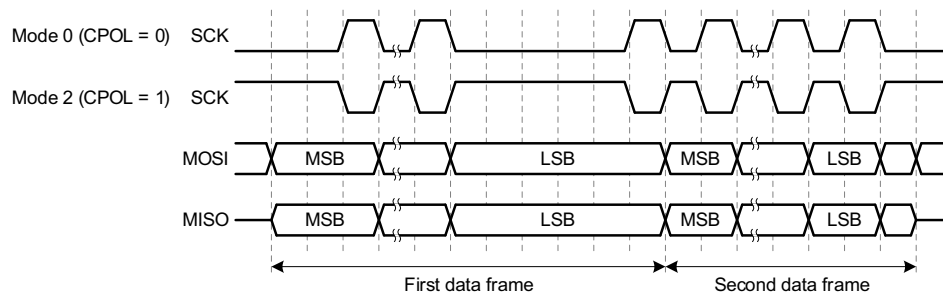 Mode 0 (CPOL = 0) SCK
Mode 2 (CPOL = 1) SCK
MOSI MSB LSB MSB LSB
MISO MSB LSB MSB LSB
First data frame Second data frame